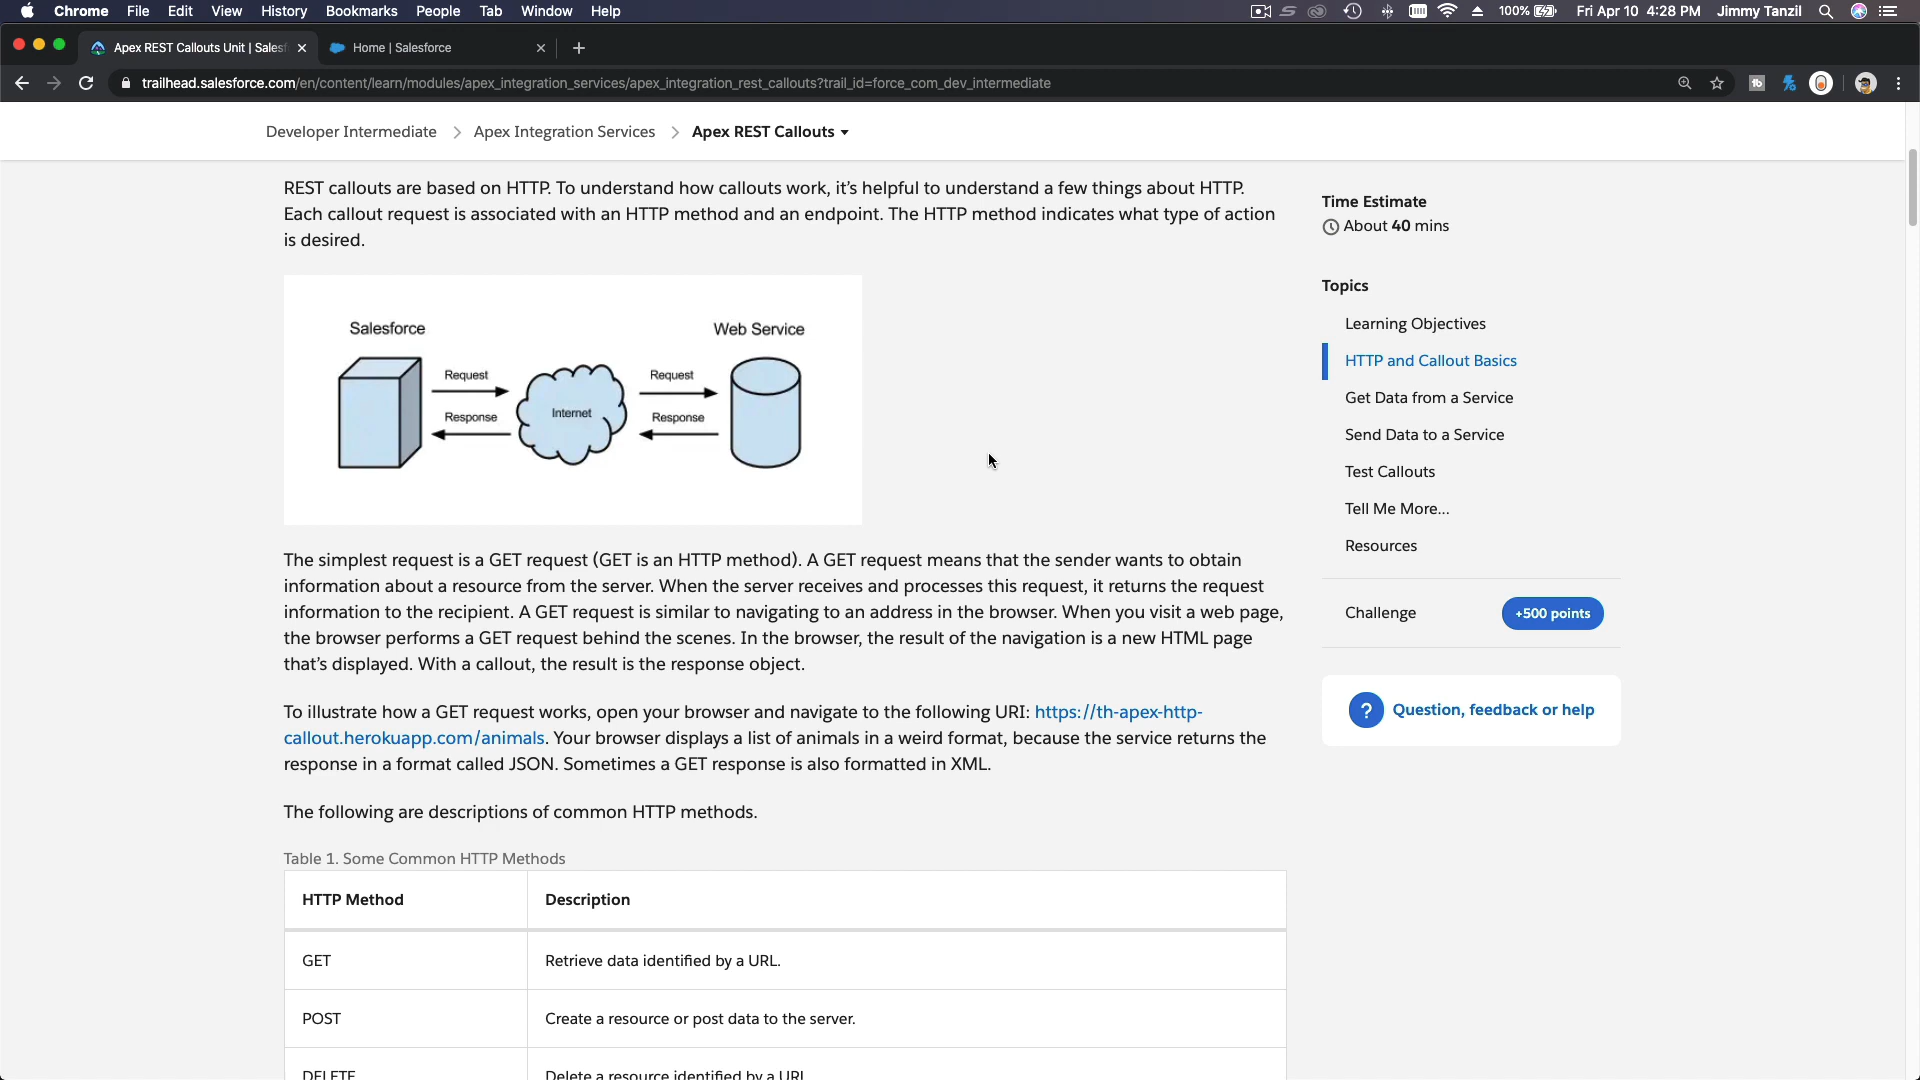 Chrome File Edit View History Bookmarks People Tab Window Help 100% Fri Apr 10 4:28 PM Jimmy Tanzil
Apex REST Callouts Unit | Salesf
Home | Salesforce
trailhead.salesforce.com/en/content/learn/modules/apex_integration_services/apex_integration_rest_callouts?trail_id=force_com_dev_intermediate
Developer Intermediate > Apex Integration Services > Apex REST Callouts
REST callouts are based on HTTP. To understand how callouts work, it’s helpful to understand a few things about HTTP.
Each callout request is associated with an HTTP method and an endpoint. The HTTP method indicates what type of action
is desired.
Salesforce
Web Service
Request
Request
Internet
Response
Response
The simplest request is a GET request (GET is an HTTP method). A GET request means that the sender wants to obtain
information about a resource from the server. When the server receives and processes this request, it returns the request
information to the recipient. A GET request is similar to navigating to an address in the browser. When you visit a web page,
the browser performs a GET request behind the scenes. In the browser, the result of the navigation is a new HTML page
that’s displayed. With a callout, the result is the response object.
To illustrate how a GET request works, open your browser and navigate to the following URI: https://th-apex-http-
callout.herokuapp.com/animals. Your browser displays a list of animals in a weird format, because the service returns the
response in a format called JSON. Sometimes a GET response is also formatted in XML.
The following are descriptions of common HTTP methods.
Table 1. Some Common HTTP Methods
HTTP Method Description
GET Retrieve data identified by a URL.
POST Create a resource or post data to the server.
DELETE Delete a resource identified by a URL
Time Estimate
About 40 mins
Topics
Learning Objectives
HTTP and Callout Basics
Get Data from a Service
Send Data to a Service
Test Callouts
Tell Me More...
Resources
Challenge +500 points
? Question, feedback or help